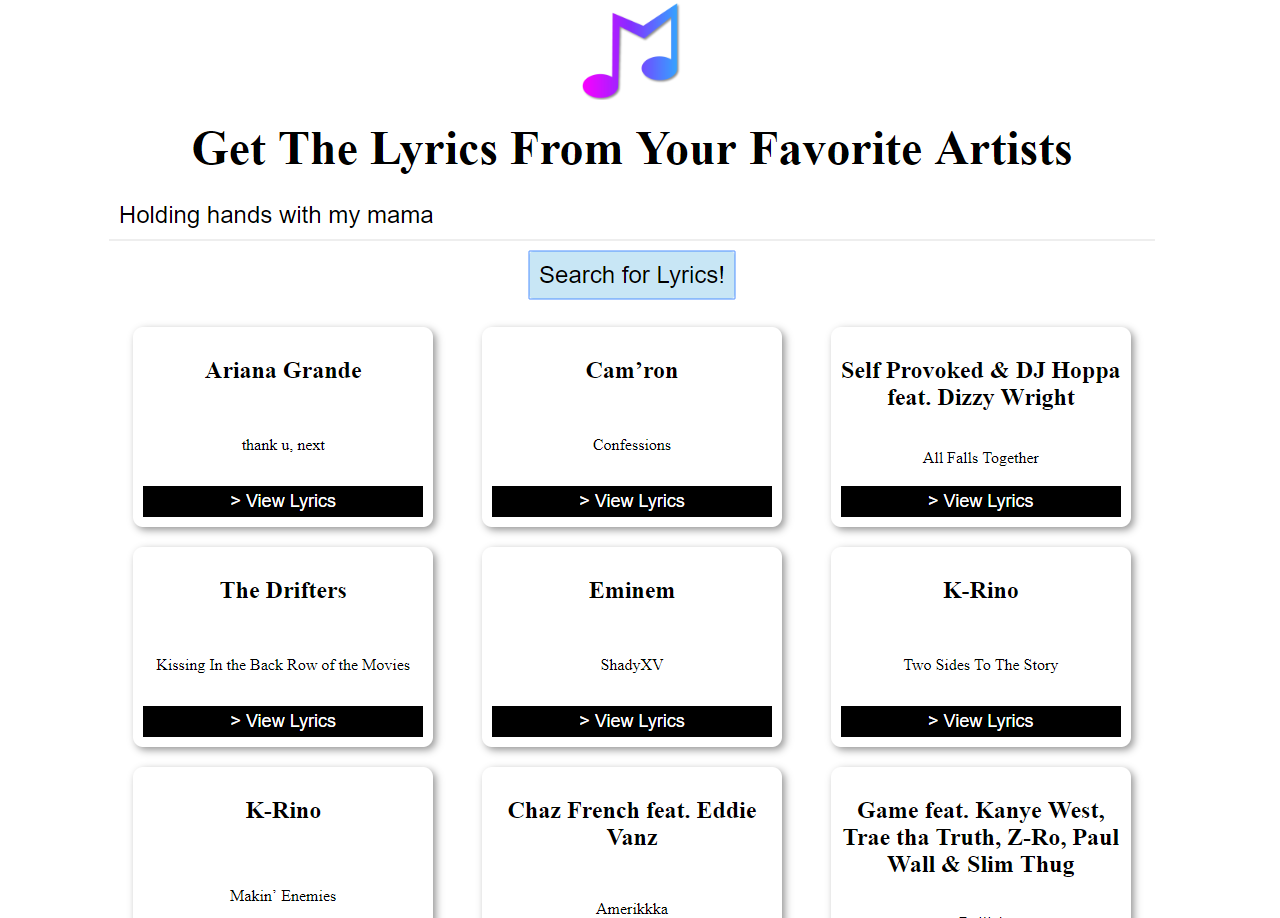 Get The Lyrics From Your Favorite Artists
Holding hands with my mama
Search for Lyrics!
Ariana Grande
thank u, next
> View Lyrics
Cam’ron
Confessions
> View Lyrics
Self Provoked & DJ Hoppa
feat. Dizzy Wright
All Falls Together
> View Lyrics
The Drifters
Kissing In the Back Row of the Movies
> View Lyrics
Eminem
ShadyXV
> View Lyrics
K-Rino
Two Sides To The Story
> View Lyrics
K-Rino
Makin’ Enemies
Chaz French feat. Eddie
Vanz
Amerikkka
Game feat. Kanye West,
Trae tha Truth, Z-Ro, Paul
Wall & Slim Thug